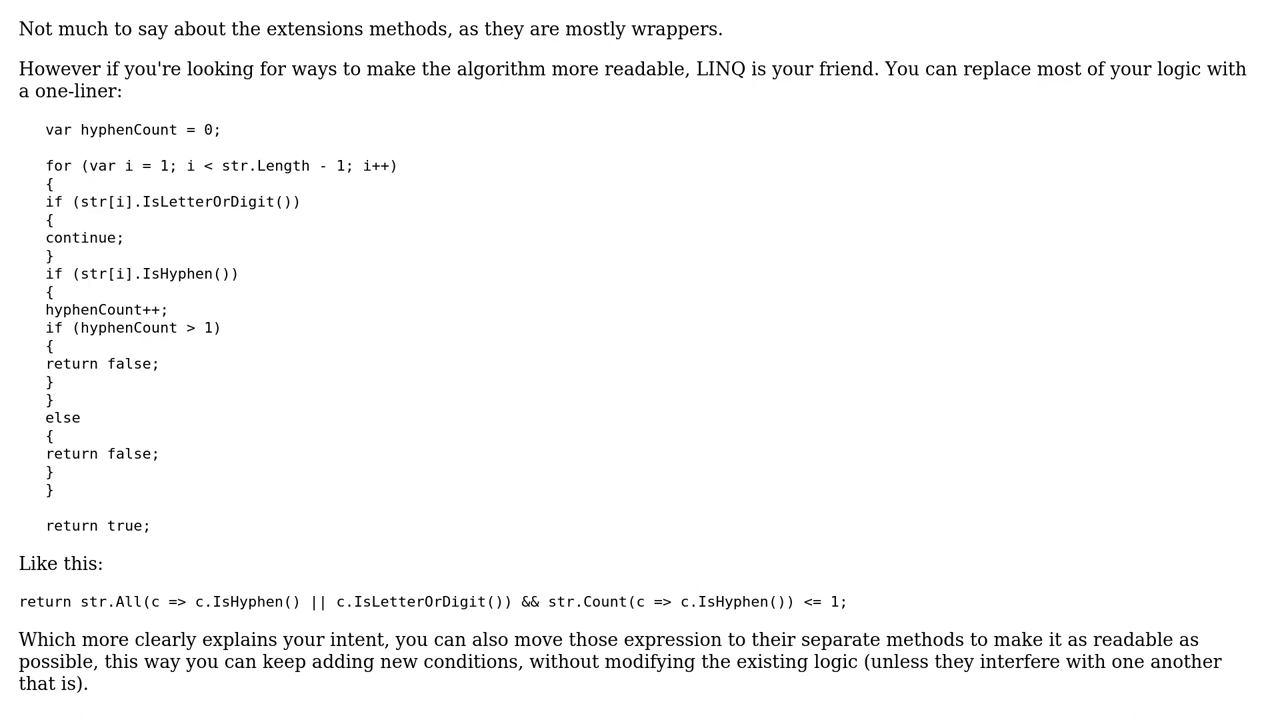 Not much to say about the extensions methods, as they are mostly wrappers.
However if you're looking for ways to make the algorithm more readable, LINQ is your friend. You can replace most of your logic with
a one-liner:
var hyphenCount = 0;
for (var i = 1; i < str.Length - 1; i++)
{
if (str[i].IsLetterOrDigit())
{
continue;
}
if (str[i].IsHyphen())
{
hyphenCount++;
if (hyphenCount > 1)
{
return false;
}
}
else
{
return false;
}
}
return true;
Like this:
return str.All(c => c.IsHyphen() || c.IsLetterOrDigit()) && str.Count(c => c.IsHyphen()) <= 1;
Which more clearly explains your intent, you can also move those expression to their separate methods to make it as readable as
possible, this way you can keep adding new conditions, without modifying the existing logic (unless they interfere with one another
that is).